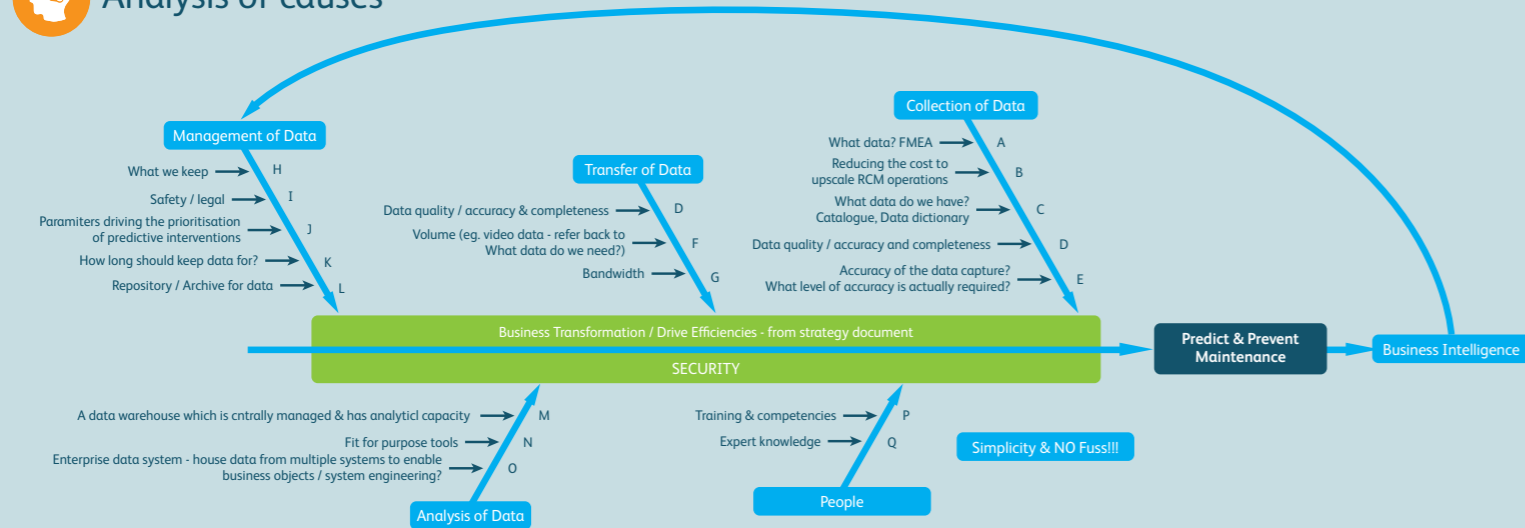 Analysis of causes
Collection of Data
What data? FMEA
A
Reducing the cost to
upscale RCM operations
B
What data do we have?
Catalogue, Data dictionary
C
Data quality / accuracy and completeness
D
Accuracy of the data capture?
What level of accuracy is actually required?
E
Management of Data
What we keep
H
Safety / legal
I
Paramiters driving the prioritisation
of predictive interventions
J
How long should keep data for?
K
Repository / Archive for data
L
Transfer of Data
Data quality / accuracy & completeness
D
Volume (eg. video data - refer back to
What data do we need?)
F
Bandwidth
G
Business Transformation / Drive Efficiencies - from strategy document
SECURITY
Predict & Prevent
Maintenance
Business Intelligence
A data warehouse which is cntrally managed & has analyticl capacity
M
Fit for purpose tools
N
Enterprise data system - house data from multiple systems to enable
business objects / system engineering?
O
Analysis of Data
Training & competencies
P
Expert knowledge
Q
People
Simplicity & NO Fuss!!!